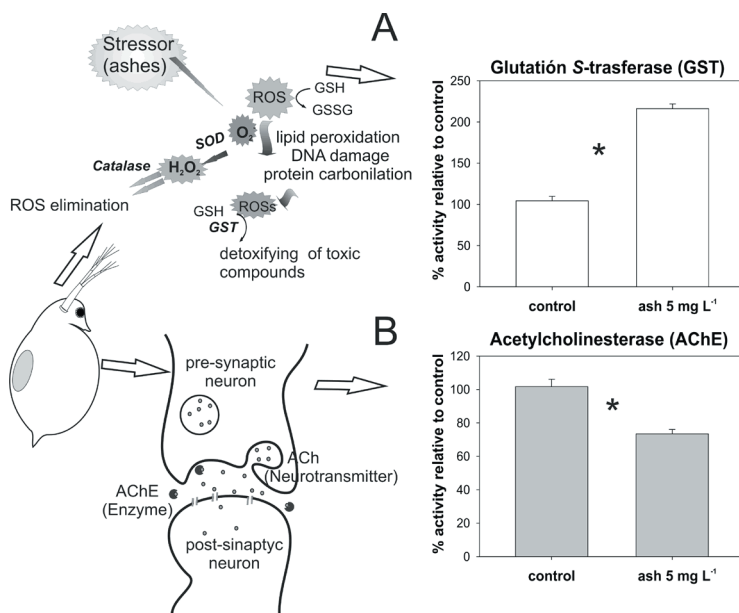 Stressor
(ashes)
A
ROS
GSH
GSSG
SOD
O2
lipid peroxidation
DNA damage
protein carbonilation
Catalase
H2O2
ROS elimination
GSH
ROSs
GST
detoxifying of toxic
compounds
Glutatión S-trasferase (GST)
% activity relative to control
250
200
150
100
50
0
*
control
ash 5 mg L-1
B
pre-synaptic
neuron
ACh
(Neurotransmitter)
AChE
(Enzyme)
post-sinaptyc
neuron
Acetylcholinesterase (AChE)
% activity relative to control
120
100
80
60
40
20
0
*
control
ash 5 mg L-1